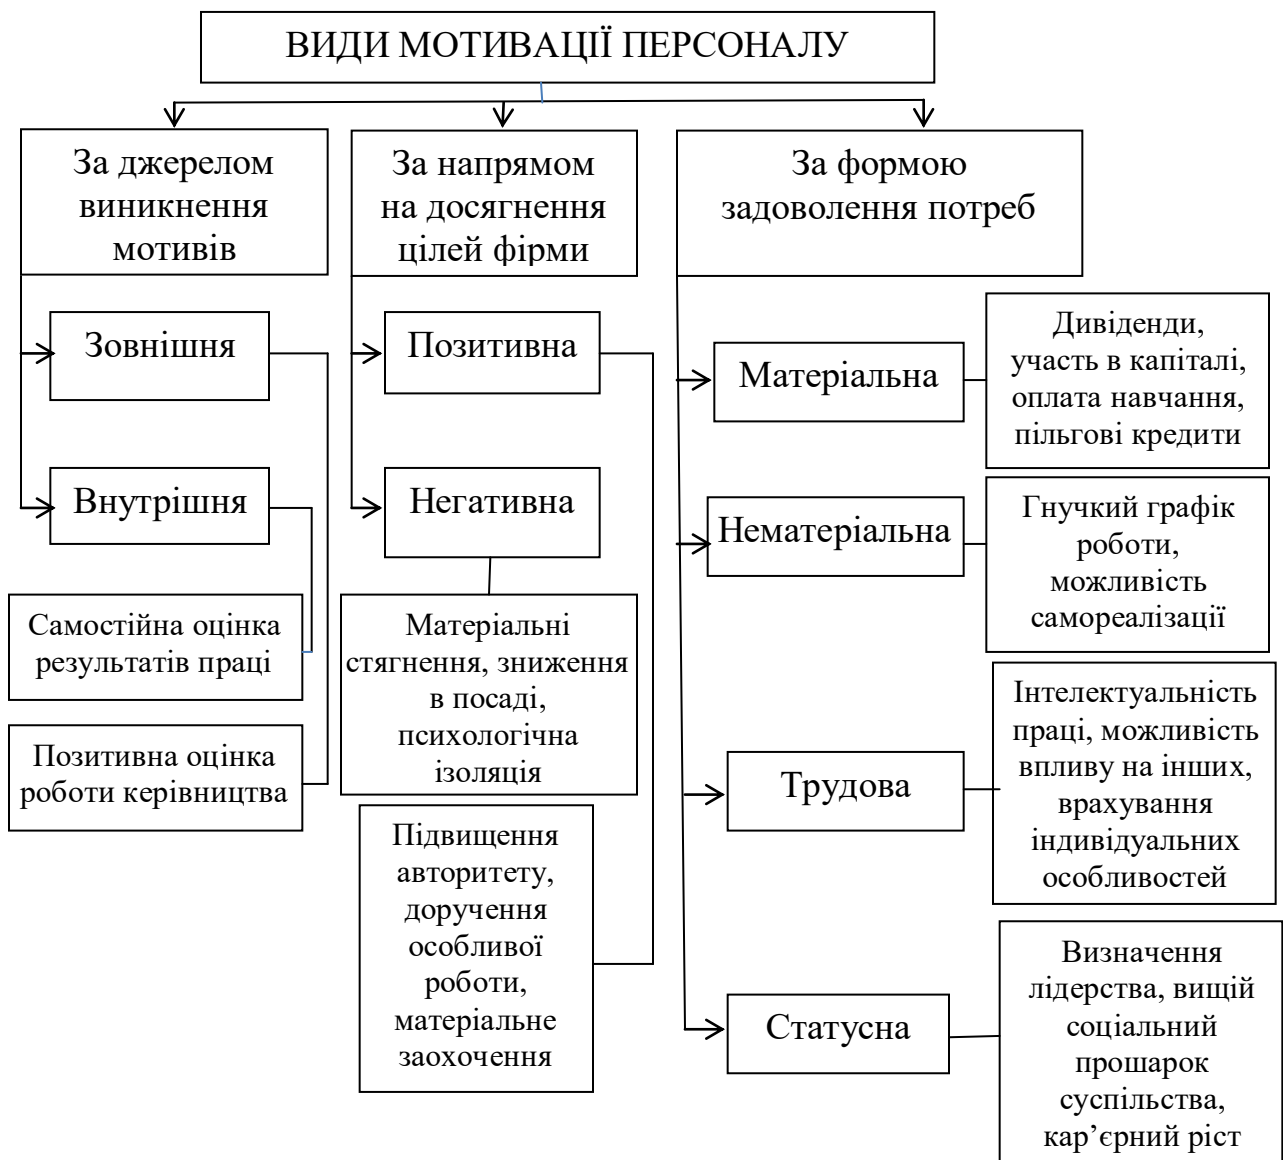 ВИДИ МОТИВАЦІЇ ПЕРСОНАЛУ
За джерелом
виникнення
мотивів
Зовнішня
Внутрішня
Самостійна оцінка
результатів праці
Позитивна оцінка
роботи керівництва
За напрямом
на досягнення
цілей фірми
Позитивна
Негативна
Матеріальні
стягнення, зниження
в посаді,
психологічна
ізоляція
Підвищення
авторитету,
доручення
особливої
роботи,
матеріальне
заохочення
За формою
задоволення потреб
Матеріальна
Дивіденди,
участь в капіталі,
оплата навчання,
пільгові кредити
Нематеріальна
Гнучкий графік
роботи,
можливість
самореалізації
Трудова
Інтелектуальність
праці, можливість
впливу на інших,
врахування
індивідуальних
особливостей
Статусна
Визначення
лідерства, вищій
соціальний
прошарок
суспільства,
кар’єрний ріст